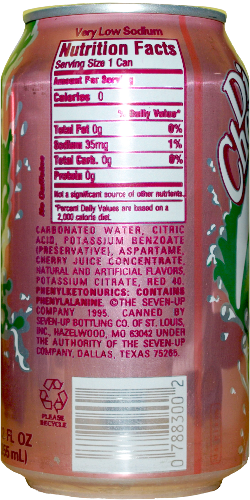 Very Low Sodium
Nutrition Facts
Serving Size 1 Can
Amount Per Serving
Calories 0
% Daily Value*
Total Fat 0g 0%
Sodium 35mg 1%
Total Carb. 0g 0%
Protein 0g
Not a significant source of other nutrients.
*Percent Daily Values are based on a
2,000 calorie diet.
CARBONATED WATER, CITRIC
ACID, POTASSIUM BENZOATE
(PRESERVATIVE), ASPARTAME,
CHERRY JUICE CONCENTRATE,
NATURAL AND ARTIFICIAL FLAVORS,
POTASSIUM CITRATE, RED 40.
PHENYLKETONURICS: CONTAINS
PHENYLALANINE. ©THE SEVEN-UP
COMPANY 1995. CANNED BY
SEVEN-UP BOTTLING CO. OF ST. LOUIS,
INC., HAZELWOOD, MO 63042 UNDER
THE AUTHORITY OF THE SEVEN-UP
COMPANY, DALLAS, TEXAS 75265.
PLEASE
RECYCLE
FL OZ
mL)
0 7883001 2
D
CH